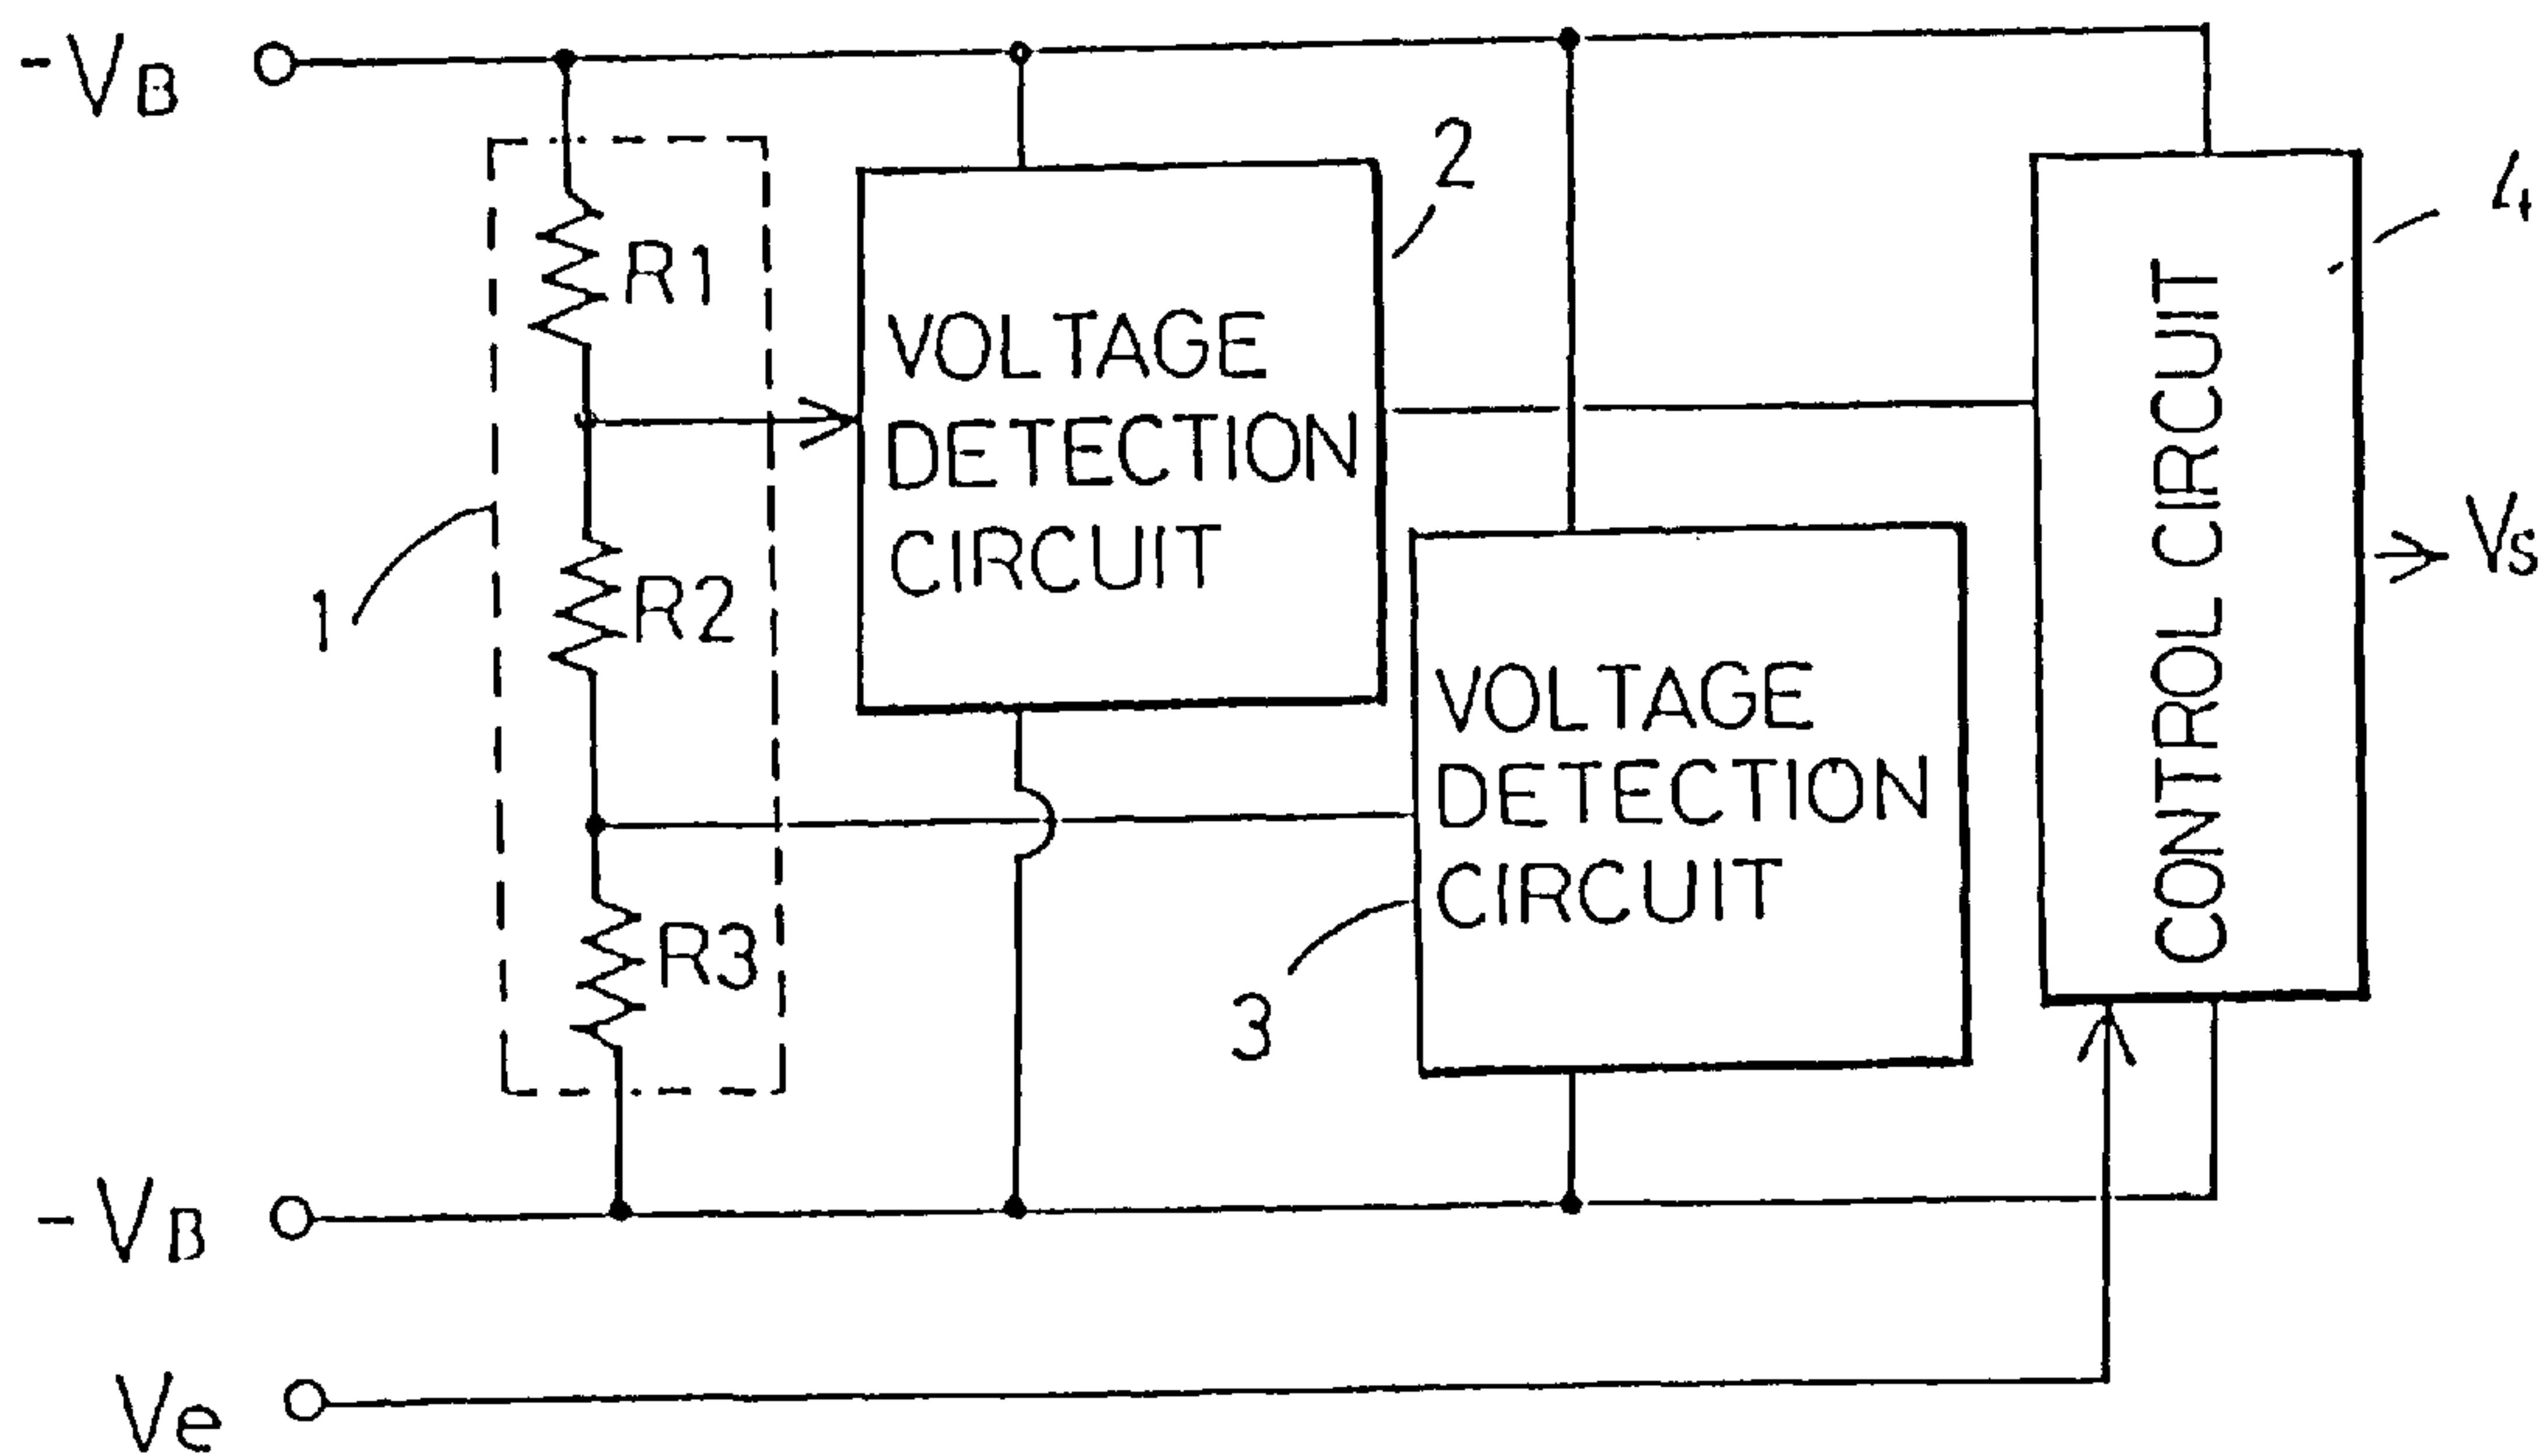 -VB
2
4
R1
VOLTAGE
DETECTION
CIRCUIT
CONTROL CIRCUIT
Vs
1
R2
VOLTAGE
DETECTION
CIRCUIT
R3
3
-VB
Ve